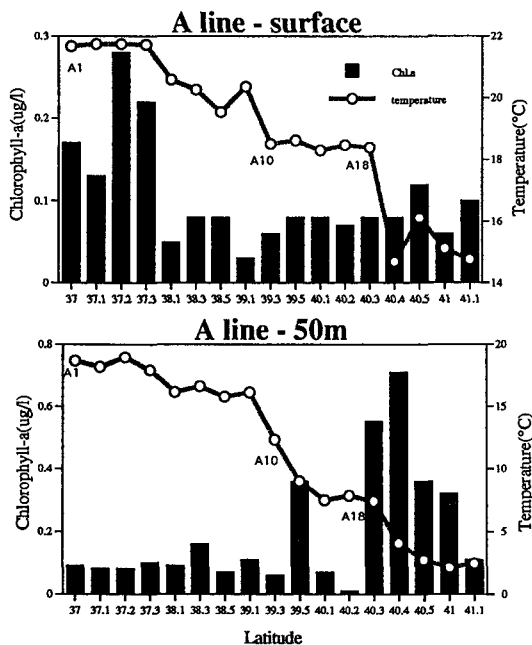 A line - surface
0.3
0.2
0.1
0
Chlorophyll-a(ug/l)
22
20
18
16
14
Temperature(°C)
Chl.a
temperature
A1
A10
A18
37 37.1 37.2 37.3 38.1 38.3 38.5 39.1 39.3 39.5 40.1 40.2 40.3 40.4 40.5 41 41.1
A line - 50m
0.8
0.6
0.4
0.2
0
Chlorophyll-a(ug/l)
20
15
10
5
0
Temperature(°C)
A1
A10
A18
37 37.1 37.2 37.3 38.1 38.3 38.5 39.1 39.3 39.5 40.1 40.2 40.3 40.4 40.5 41 41.1
Latitude